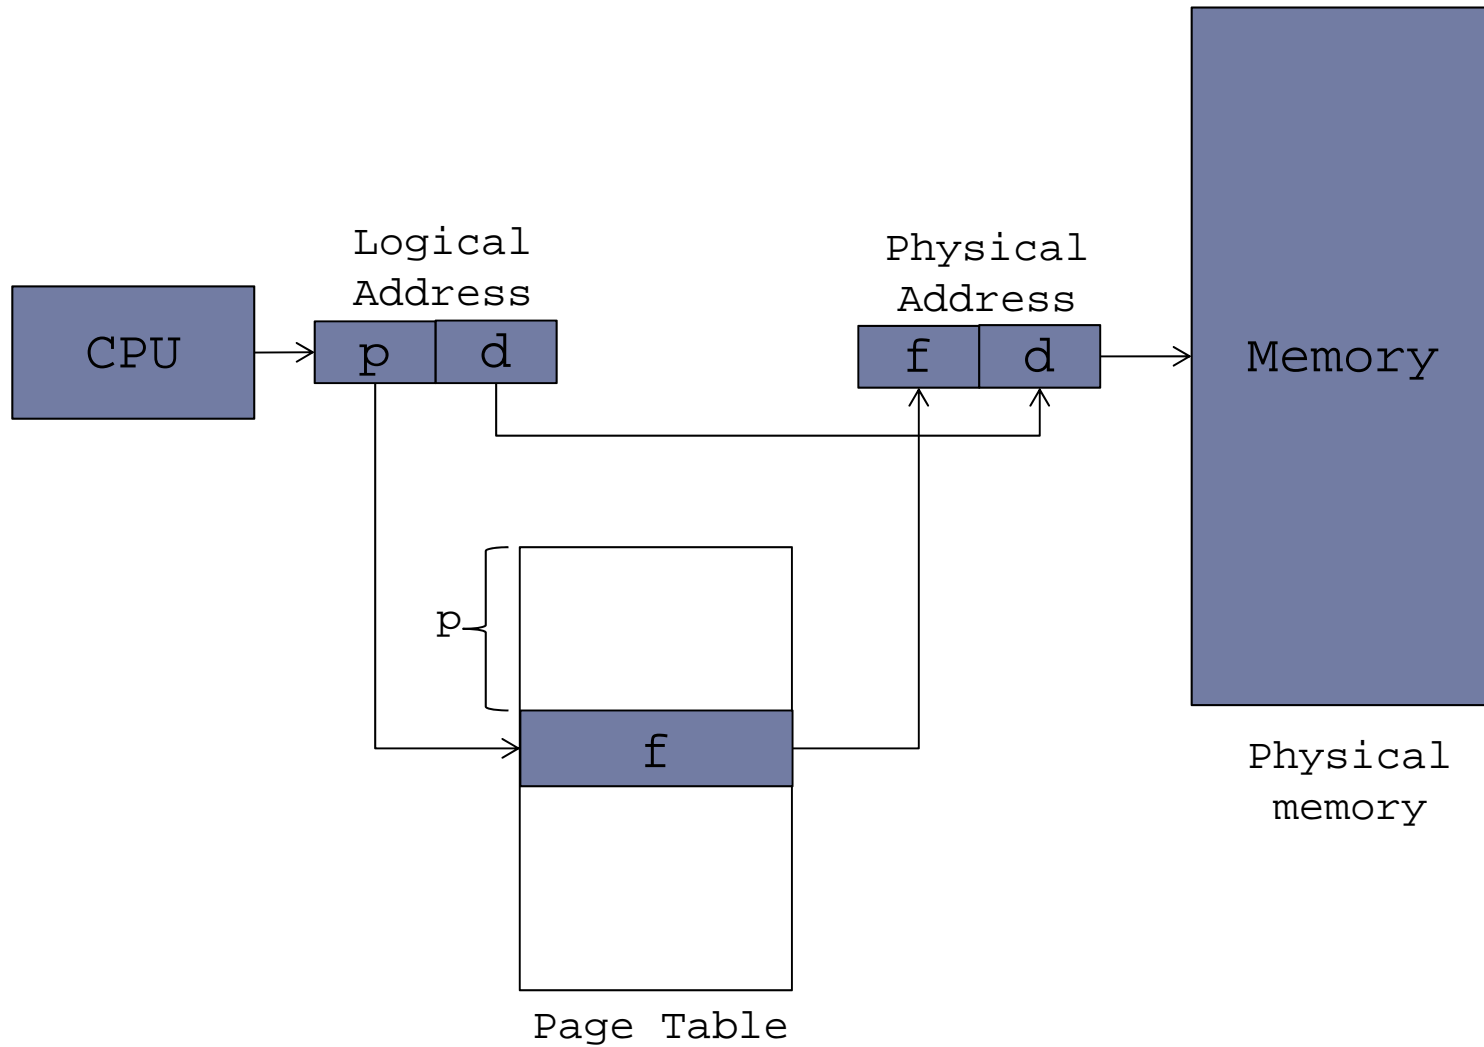 Logical
Address
Physical
Address
CPU
p
d
f
d
Memory
p
f
Physical
memory
Page Table